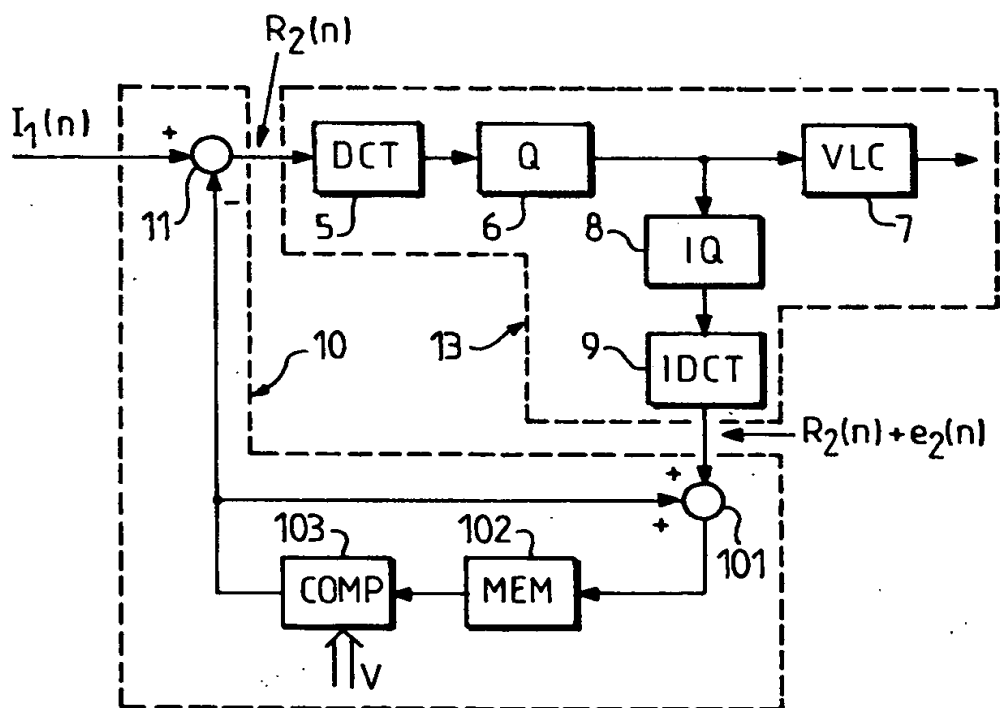 R₂(n)
I₁(n)
+
11
-
DCT
5
Q
6
VLC
7
8
IQ
10
13
9
IDCT
R₂(n)+e₂(n)
+
+
101
103
COMP
102
MEM
V